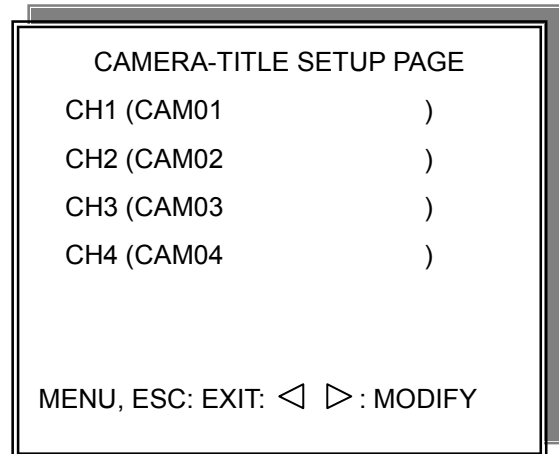 CAMERA-TITLE SETUP PAGE
CH1 (CAM01 )
CH2 (CAM02 )
CH3 (CAM03 )
CH4 (CAM04 )
MENU, ESC: EXIT: ◁ ▷ : MODIFY